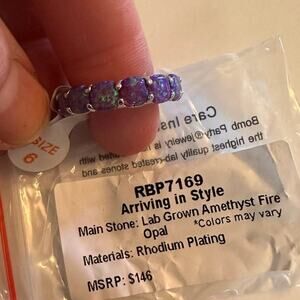 SIZE
6
Care Ins
Bomb Party®jewelry is
the highest quality lab-created stones and
RBP7169
Arriving in Style
Main Stone: Lab Grown Amethyst Fire
Opal *Colors may vary
Materials: Rhodium Plating
MSRP: $146